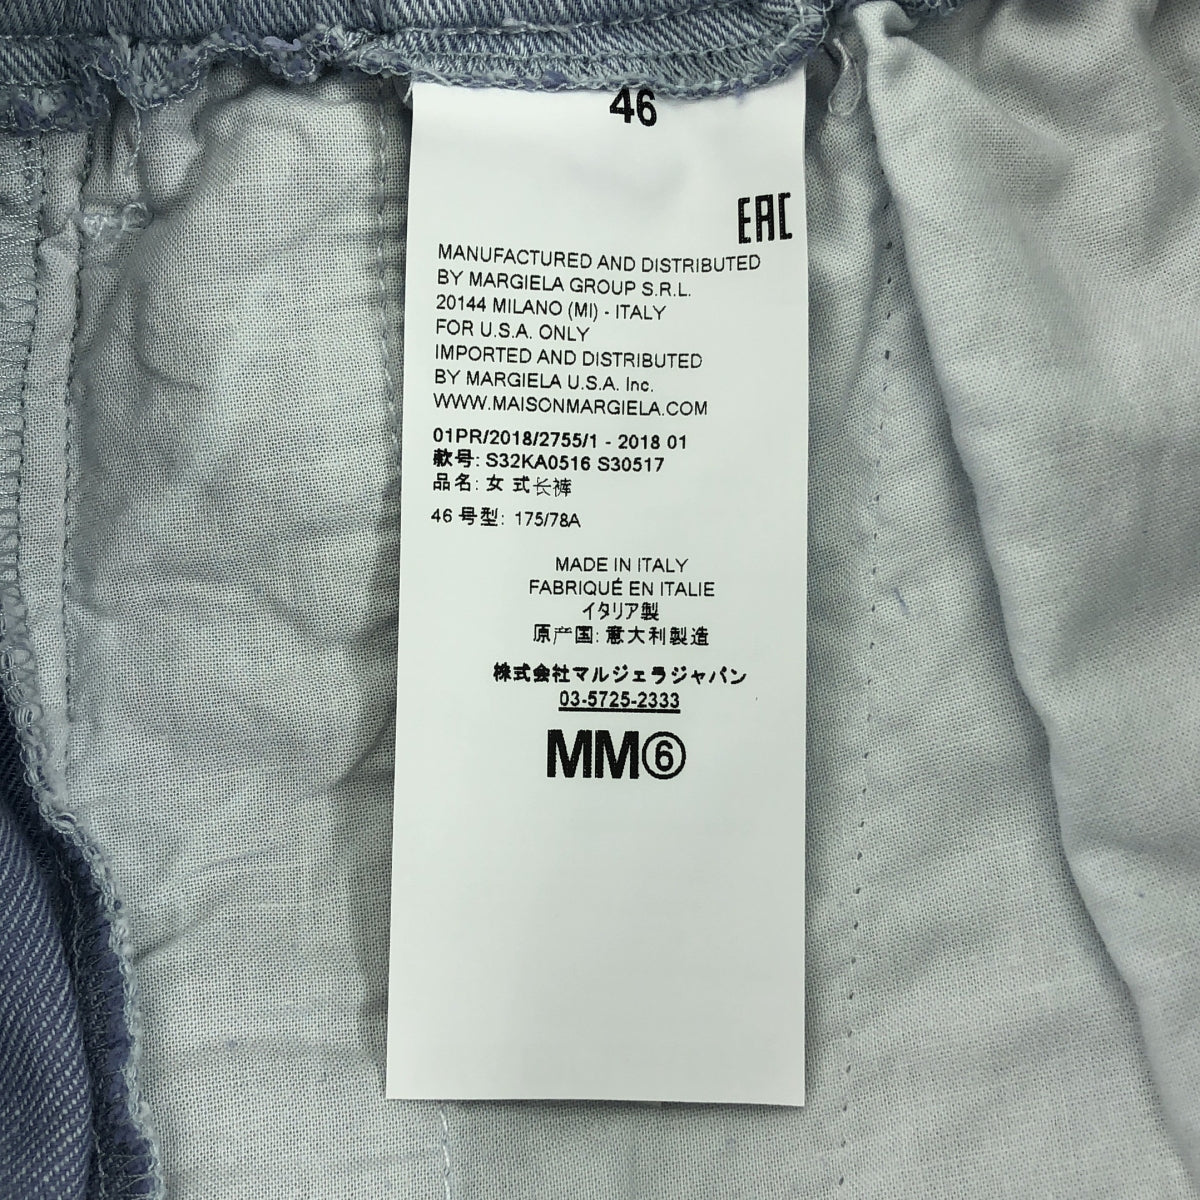 46
EAC
MANUFACTURED AND DISTRIBUTED
BY MARGIELA GROUP S.R.L.
20144 MILANO (MI) - ITALY
FOR U.S.A. ONLY
IMPORTED AND DISTRIBUTED
BY MARGIELA U.S.A. Inc.
WWW.MAISONMARGIELA.COM
01PR/2018/2755/1 - 2018 01
款号: S32KA0516 S30517
品名: 女 式长裤
46 号型: 175/78A
MADE IN ITALY
FABRIQUÉ EN ITALIE
イタリア製
原产国: 意大利製造
株式会社マルジェラジャパン
03-5725-2333
MM⑥